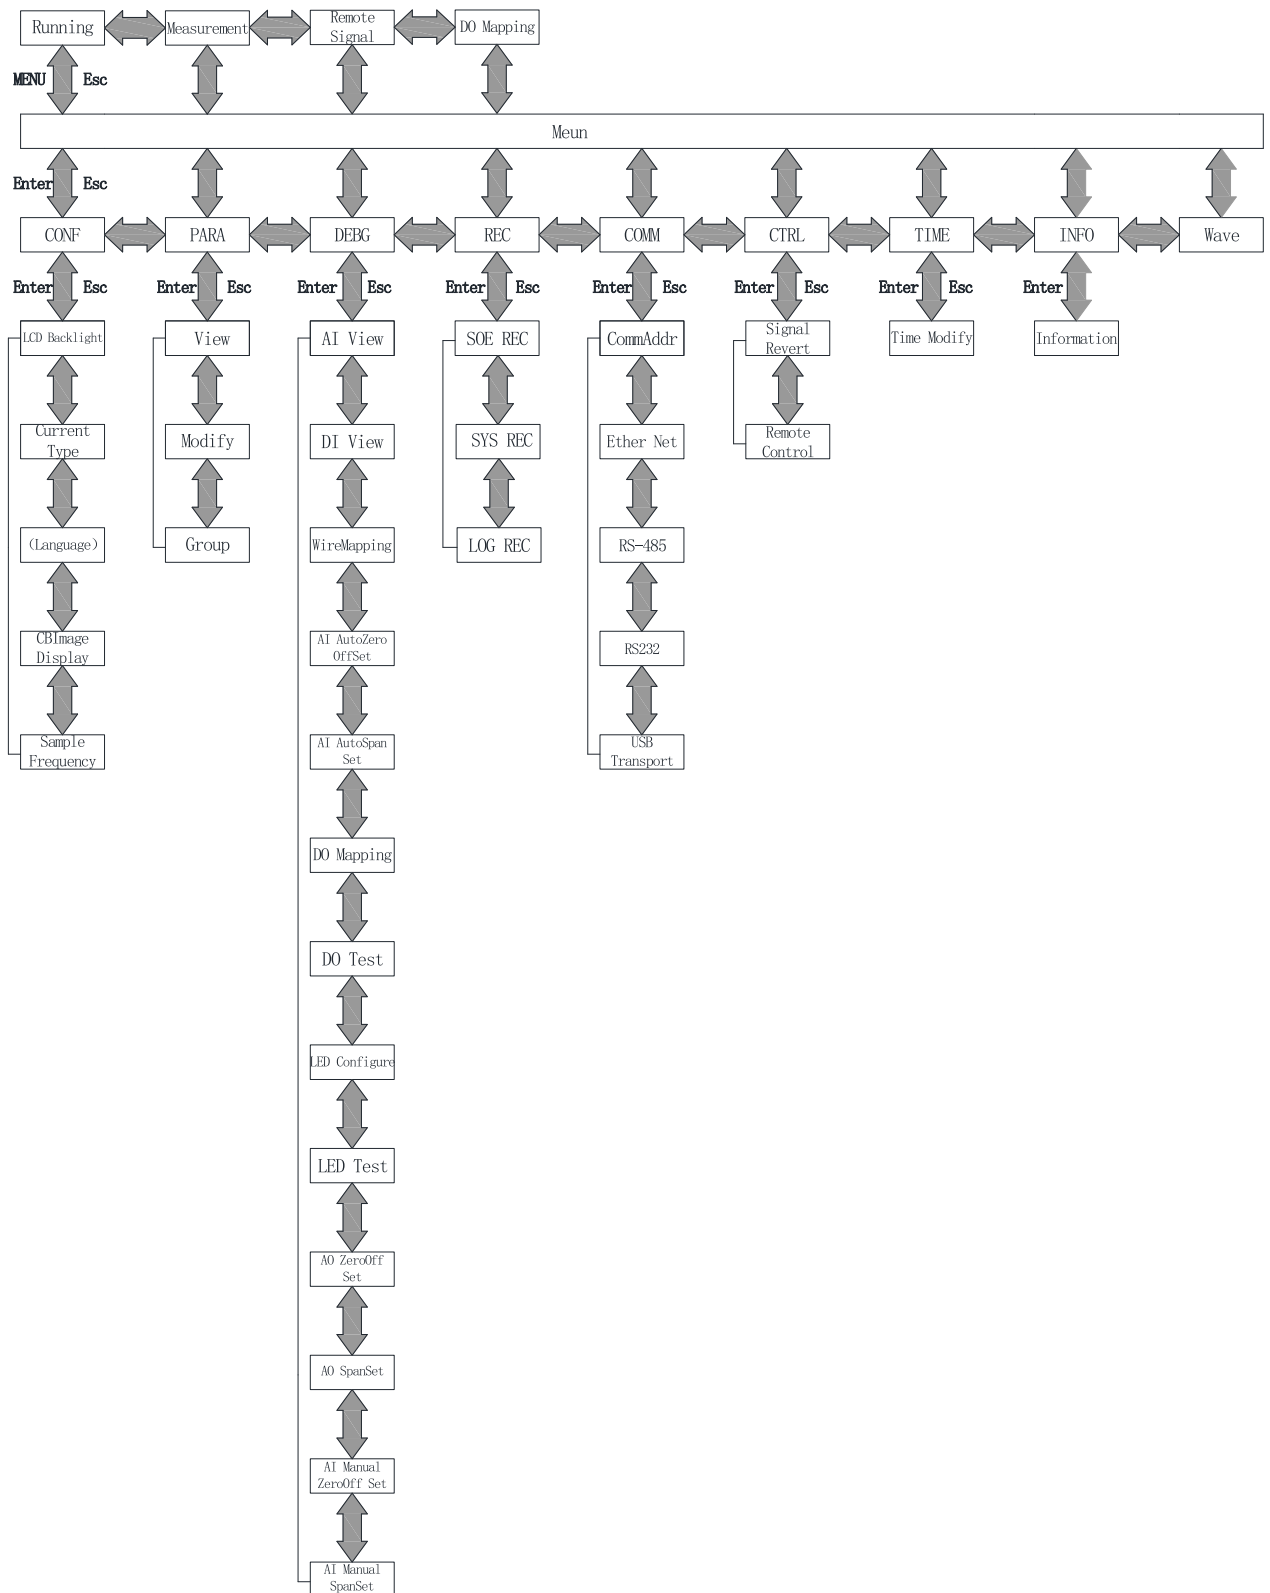 Running
Measurement
Remote
Signal
DO Mapping
MENU
Esc
Meun
Enter
Esc
CONF
PARA
DEBG
REC
COMM
CTRL
TIME
INFO
Wave
Enter
Esc
Enter
Esc
Enter
Esc
Enter
Esc
Enter
Esc
Enter
Esc
Enter
Esc
Enter
LCD Backlight
View
AI View
SOE REC
CommAddr
Signal
Revert
Time Modify
Information
Current
Type
Modify
DI View
SYS REC
Ether Net
Remote
Control
(Language)
Group
WireMapping
LOG REC
RS-485
CBImage
Display
AI AutoZero
OffSet
RS232
Sample
Frequency
AI AutoSpan
Set
USB
Transport
DO Mapping
DO Test
LED Configure
LED Test
AO ZeroOff
Set
AO SpanSet
AI Manual
ZeroOff Set
AI Manual
SpanSet